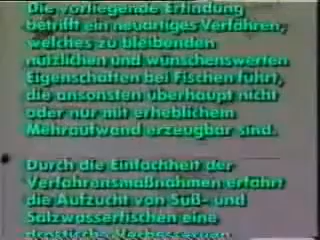 Die vorliegende Erfindung
betrifft ein neuartiges Verfahren,
welches zu bleibenden
nützlichen und wünschenswerten
Eigenschaften bei Fischen führt,
die ansonsten überhaupt nicht
oder nur mit erheblichem
Mehraufwand erzeugbar sind.
Durch die Einfachheit der
Verfahrensmaßnahmen erfährt
die Aufzucht von Süß- und
Salzwasserfischen eine
drastische Verbesserung